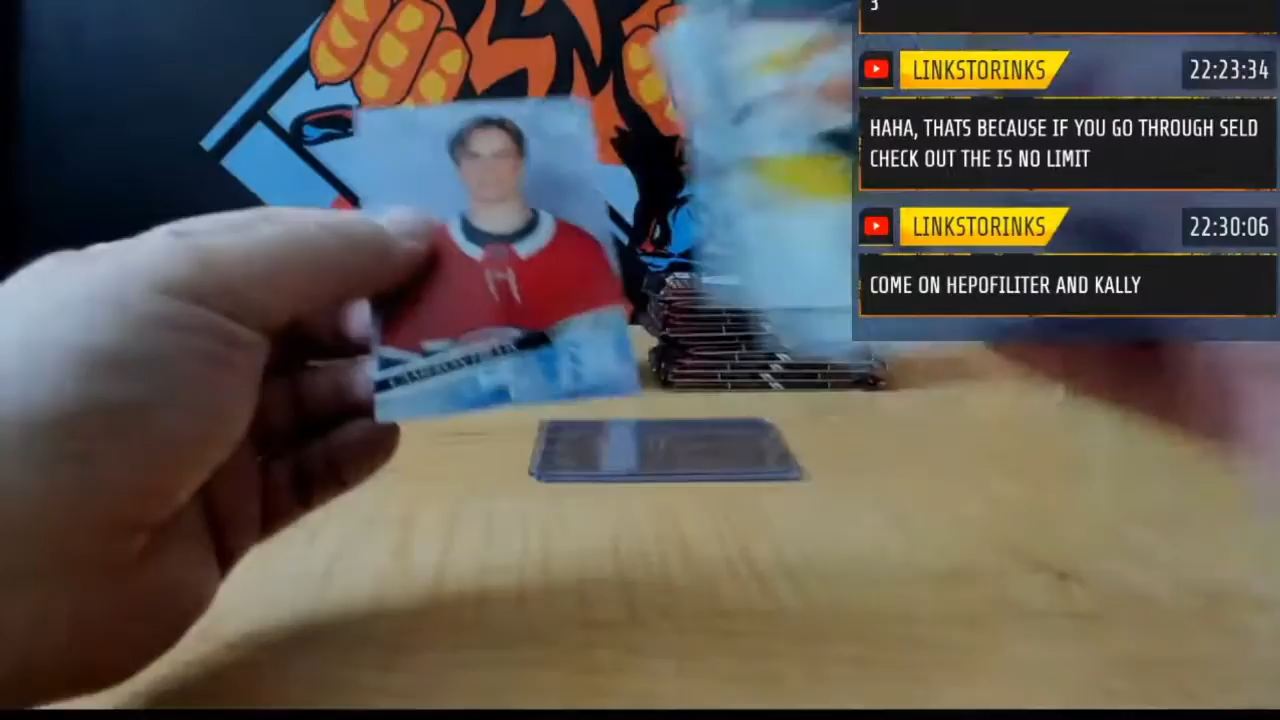 3
LINKSTORINKS
22:23:34
HAHA, THATS BECAUSE IF YOU GO THROUGH SELD
CHECK OUT THE IS NO LIMIT
LINKSTORINKS
22:30:06
COME ON HEPOFILITER AND KALLY